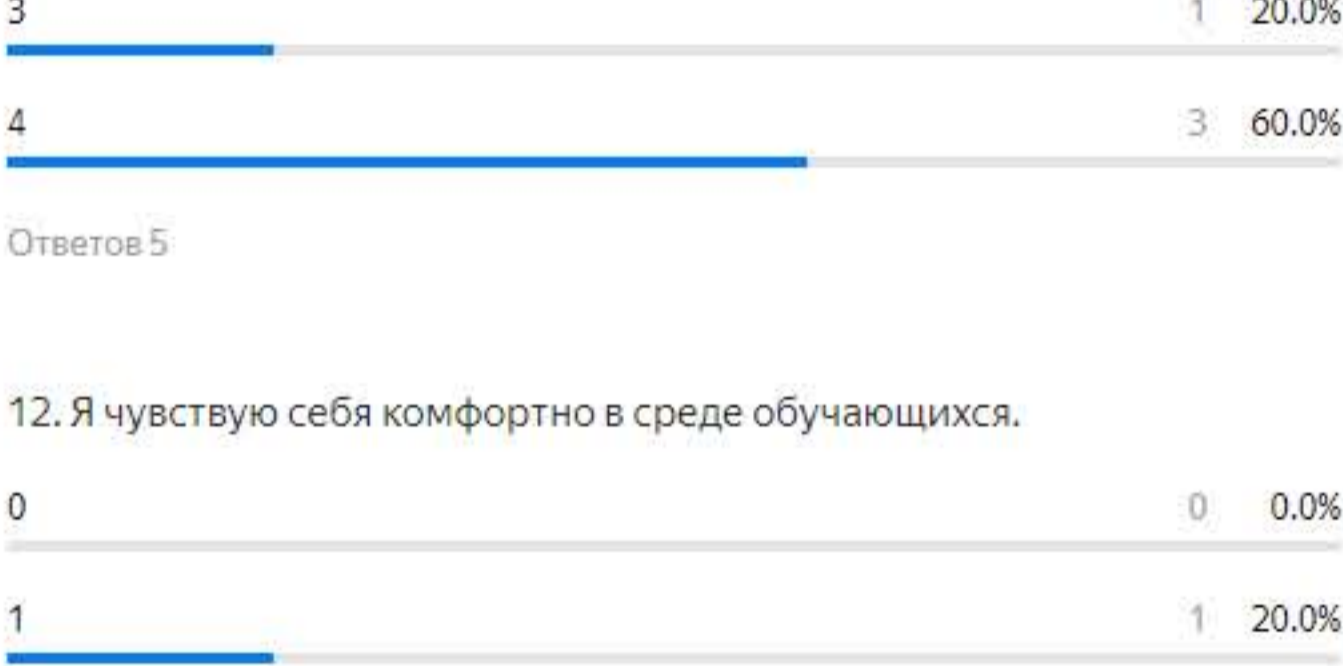 3 1 20.0%
4 3 60.0%
Ответов 5
12. Я чувствую себя комфортно в среде обучающихся.
0 0 0.0%
1 1 20.0%